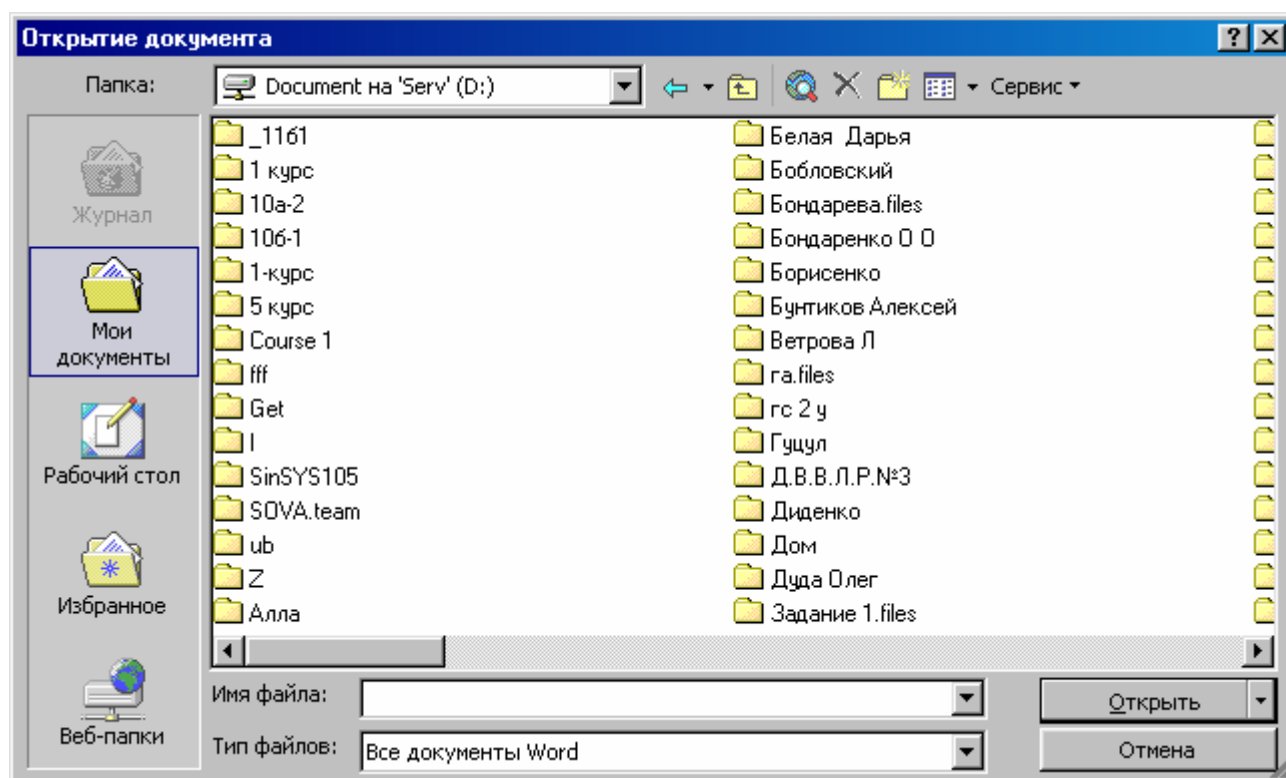 Открытие документа
Папка:
Document на 'Serv' (D:)
Сервис
Журнал
Мои
документы
Рабочий стол
Избранное
Веб-папки
_1161
1 курс
10а-2
106-1
1-курс
5 курс
Course 1
fff
Get
I
SinSYS105
SOVA.team
ub
Z
Алла
Белая  Дарья
Бобловский
Бондарева.files
Бондаренко О О
Борисенко
Бунтиков Алексей
Ветрова Л
га.files
гс 2 у
Гуцул
Д.В.В.Л.Р.№3
Диденко
Дом
Дуда Олег
Задание 1.files
Имя файла:
Открыть
Тип файлов:
Все документы Word
Отмена